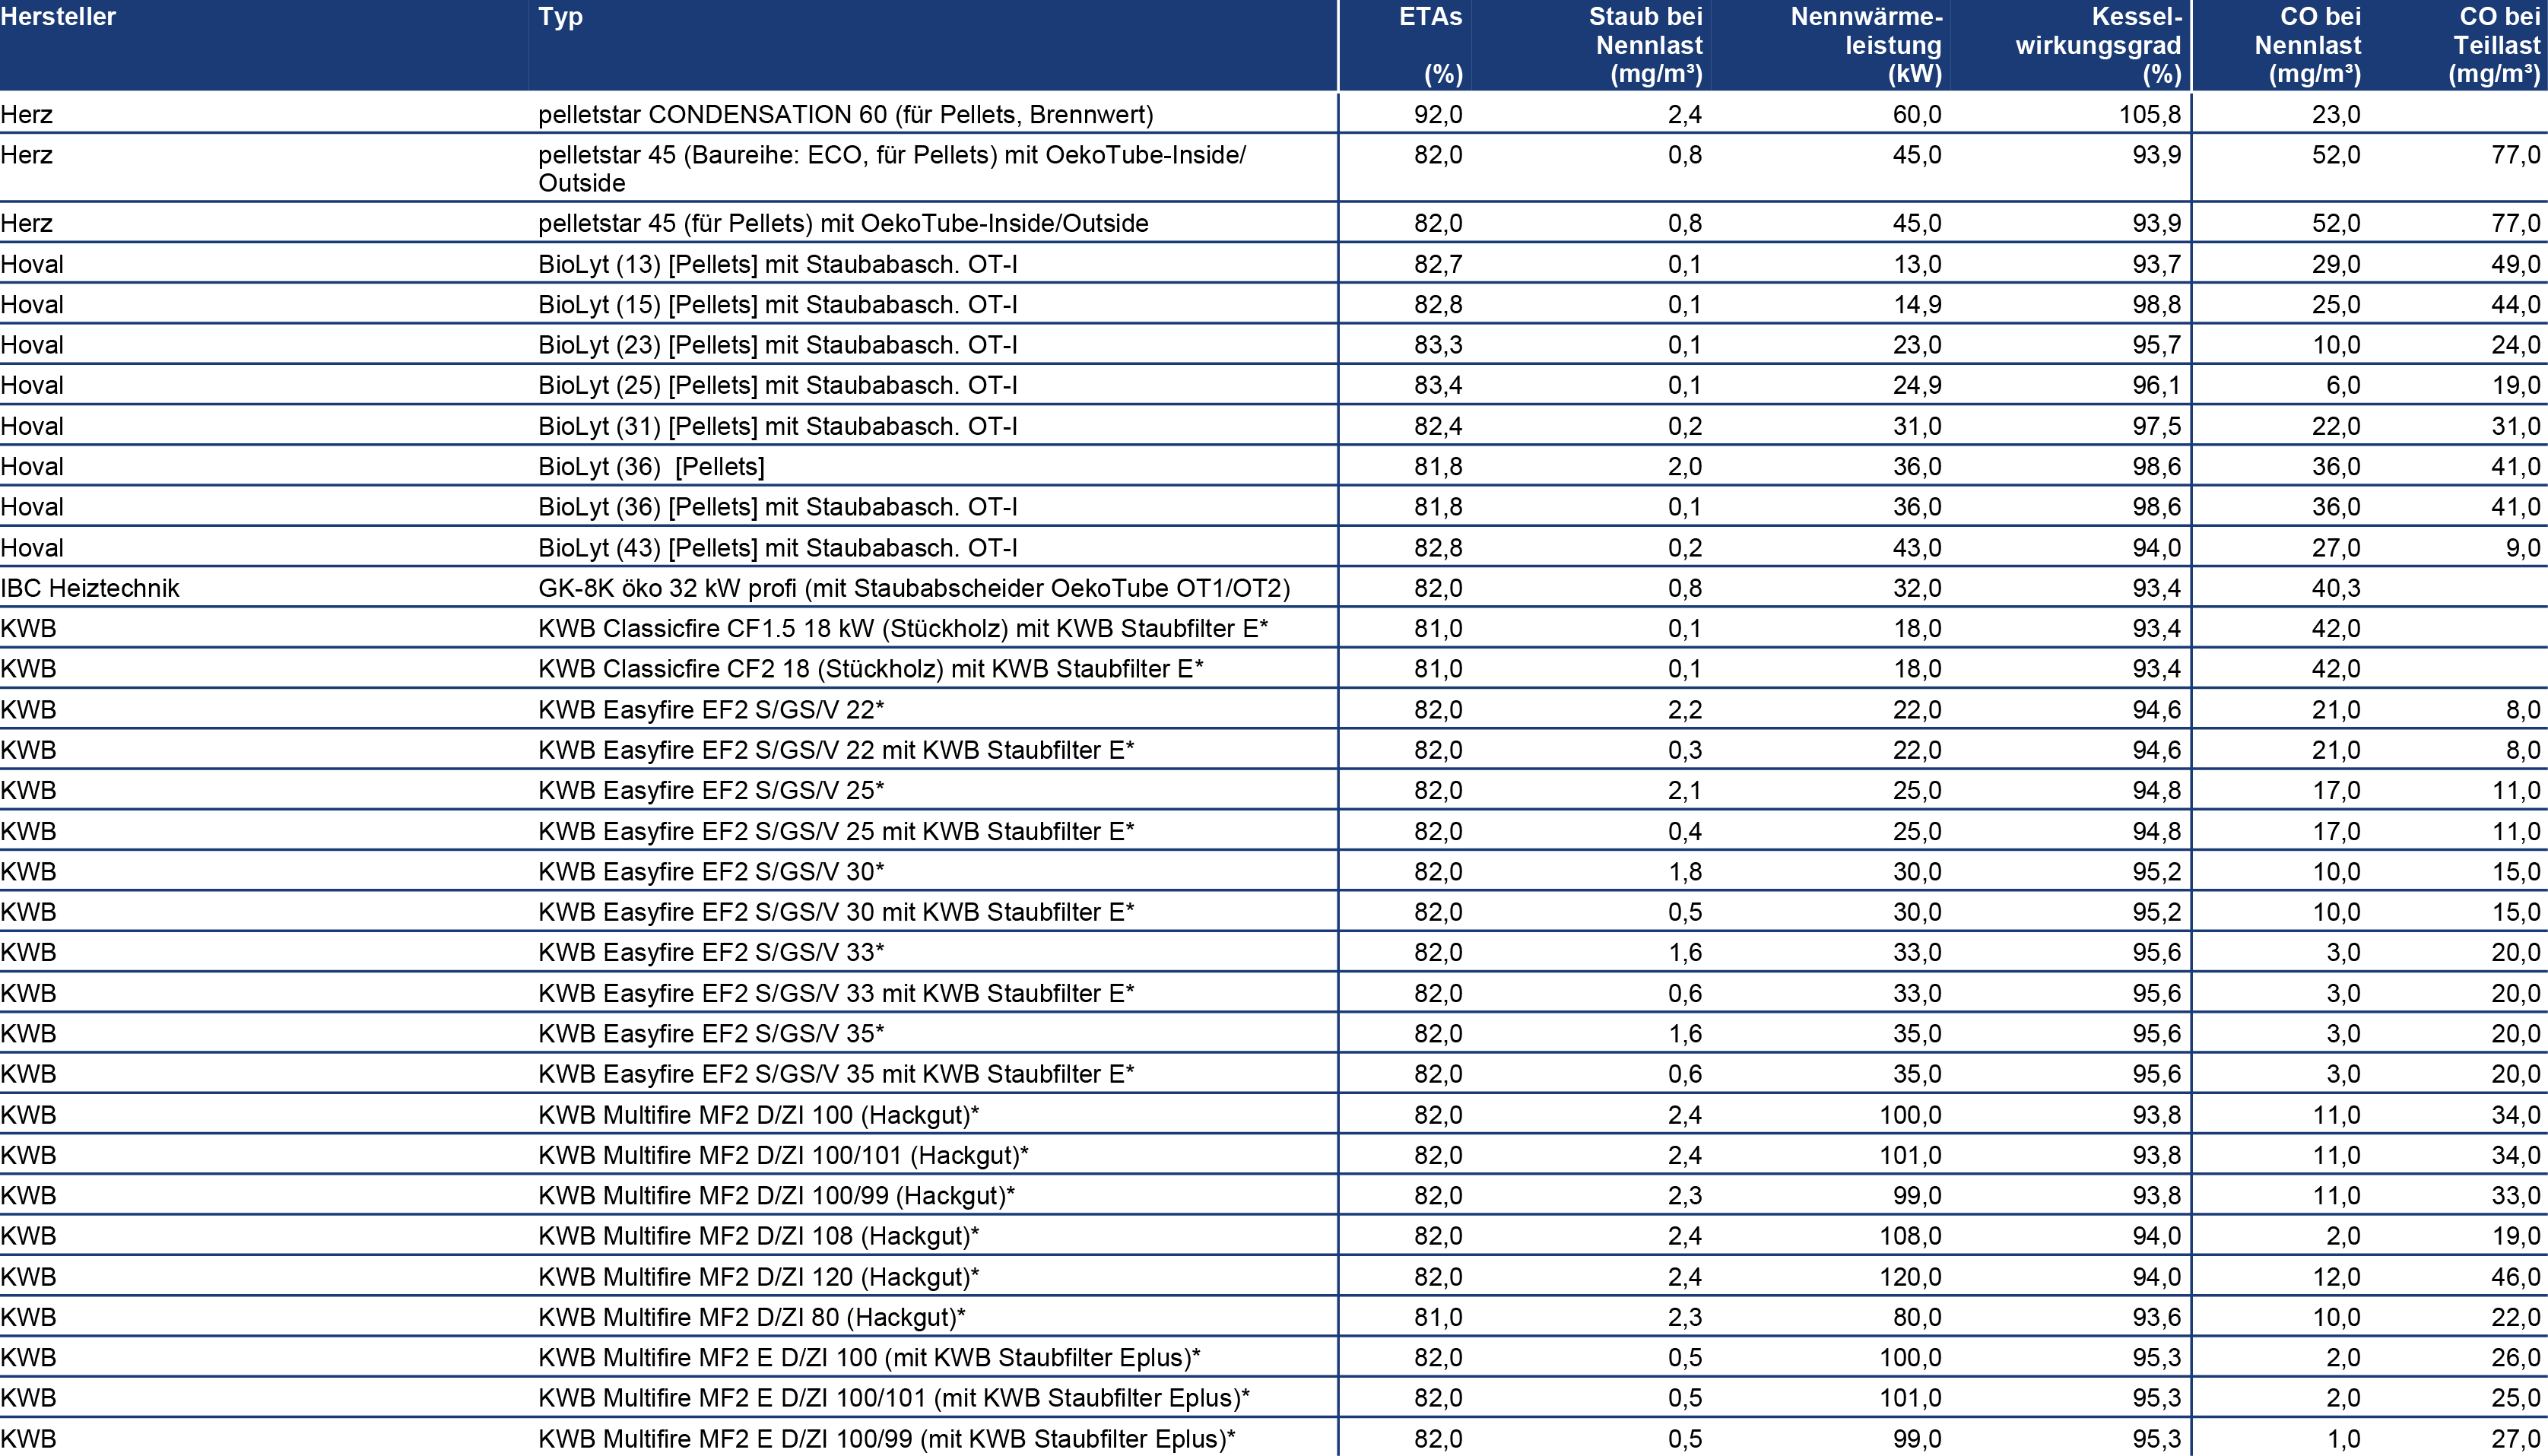 Hersteller Typ ETAs (%) Staub bei Nennlast (mg/m³) Nennwärme-leistung (kW) Kessel-wirkungsgrad (%) CO bei Nennlast (mg/m³) CO bei Teillast (mg/m³)
Herz pelletstar CONDENSATION 60 (für Pellets, Brennwert) 92,0 2,4 60,0 105,8 23,0
Herz pelletstar 45 (Baureihe: ECO, für Pellets) mit OekoTube-Inside/ 82,0 0,8 45,0 93,9 52,0 77,0
Outside
Herz pelletstar 45 (für Pellets) mit OekoTube-Inside/Outside 82,0 0,8 45,0 93,9 52,0 77,0
Hoval BioLyt (13) [Pellets] mit Staubabasch. OT-I 82,7 0,1 13,0 93,7 29,0 49,0
Hoval BioLyt (15) [Pellets] mit Staubabasch. OT-I 82,8 0,1 14,9 98,8 25,0 44,0
Hoval BioLyt (23) [Pellets] mit Staubabasch. OT-I 83,3 0,1 23,0 95,7 10,0 24,0
Hoval BioLyt (25) [Pellets] mit Staubabasch. OT-I 83,4 0,1 24,9 96,1 6,0 19,0
Hoval BioLyt (31) [Pellets] mit Staubabasch. OT-I 82,4 0,2 31,0 97,5 22,0 31,0
Hoval BioLyt (36) [Pellets] 81,8 2,0 36,0 98,6 36,0 41,0
Hoval BioLyt (36) [Pellets] mit Staubabasch. OT-I 81,8 0,1 36,0 98,6 36,0 41,0
Hoval BioLyt (43) [Pellets] mit Staubabasch. OT-I 82,8 0,2 43,0 94,0 27,0 9,0
IBC Heiztechnik GK-8K öko 32 kW profi (mit Staubabscheider OekoTube OT1/OT2) 82,0 0,8 32,0 93,4 40,3
KWB KWB Classicfire CF1.5 18 kW (Stückholz) mit KWB Staubfilter E* 81,0 0,1 18,0 93,4 42,0
KWB KWB Classicfire CF2 18 (Stückholz) mit KWB Staubfilter E* 81,0 0,1 18,0 93,4 42,0
KWB KWB Easyfire EF2 S/GS/V 22* 82,0 2,2 22,0 94,6 21,0 8,0
KWB KWB Easyfire EF2 S/GS/V 22 mit KWB Staubfilter E* 82,0 0,3 22,0 94,6 21,0 8,0
KWB KWB Easyfire EF2 S/GS/V 25* 82,0 2,1 25,0 94,8 17,0 11,0
KWB KWB Easyfire EF2 S/GS/V 25 mit KWB Staubfilter E* 82,0 0,4 25,0 94,8 17,0 11,0
KWB KWB Easyfire EF2 S/GS/V 30* 82,0 1,8 30,0 95,2 10,0 15,0
KWB KWB Easyfire EF2 S/GS/V 30 mit KWB Staubfilter E* 82,0 0,5 30,0 95,2 10,0 15,0
KWB KWB Easyfire EF2 S/GS/V 33* 82,0 1,6 33,0 95,6 3,0 20,0
KWB KWB Easyfire EF2 S/GS/V 33 mit KWB Staubfilter E* 82,0 0,6 33,0 95,6 3,0 20,0
KWB KWB Easyfire EF2 S/GS/V 35* 82,0 1,6 35,0 95,6 3,0 20,0
KWB KWB Easyfire EF2 S/GS/V 35 mit KWB Staubfilter E* 82,0 0,6 35,0 95,6 3,0 20,0
KWB KWB Multifire MF2 D/ZI 100 (Hackgut)* 82,0 2,4 100,0 93,8 11,0 34,0
KWB KWB Multifire MF2 D/ZI 100/101 (Hackgut)* 82,0 2,4 101,0 93,8 11,0 34,0
KWB KWB Multifire MF2 D/ZI 100/99 (Hackgut)* 82,0 2,3 99,0 93,8 11,0 33,0
KWB KWB Multifire MF2 D/ZI 108 (Hackgut)* 82,0 2,4 108,0 94,0 2,0 19,0
KWB KWB Multifire MF2 D/ZI 120 (Hackgut)* 82,0 2,4 120,0 94,0 12,0 46,0
KWB KWB Multifire MF2 D/ZI 80 (Hackgut)* 81,0 2,3 80,0 93,6 10,0 22,0
KWB KWB Multifire MF2 E D/ZI 100 (mit KWB Staubfilter Eplus)* 82,0 0,5 100,0 95,3 2,0 26,0
KWB KWB Multifire MF2 E D/ZI 100/101 (mit KWB Staubfilter Eplus)* 82,0 0,5 101,0 95,3 2,0 25,0
KWB KWB Multifire MF2 E D/ZI 100/99 (mit KWB Staubfilter Eplus)* 82,0 0,5 99,0 95,3 1,0 27,0